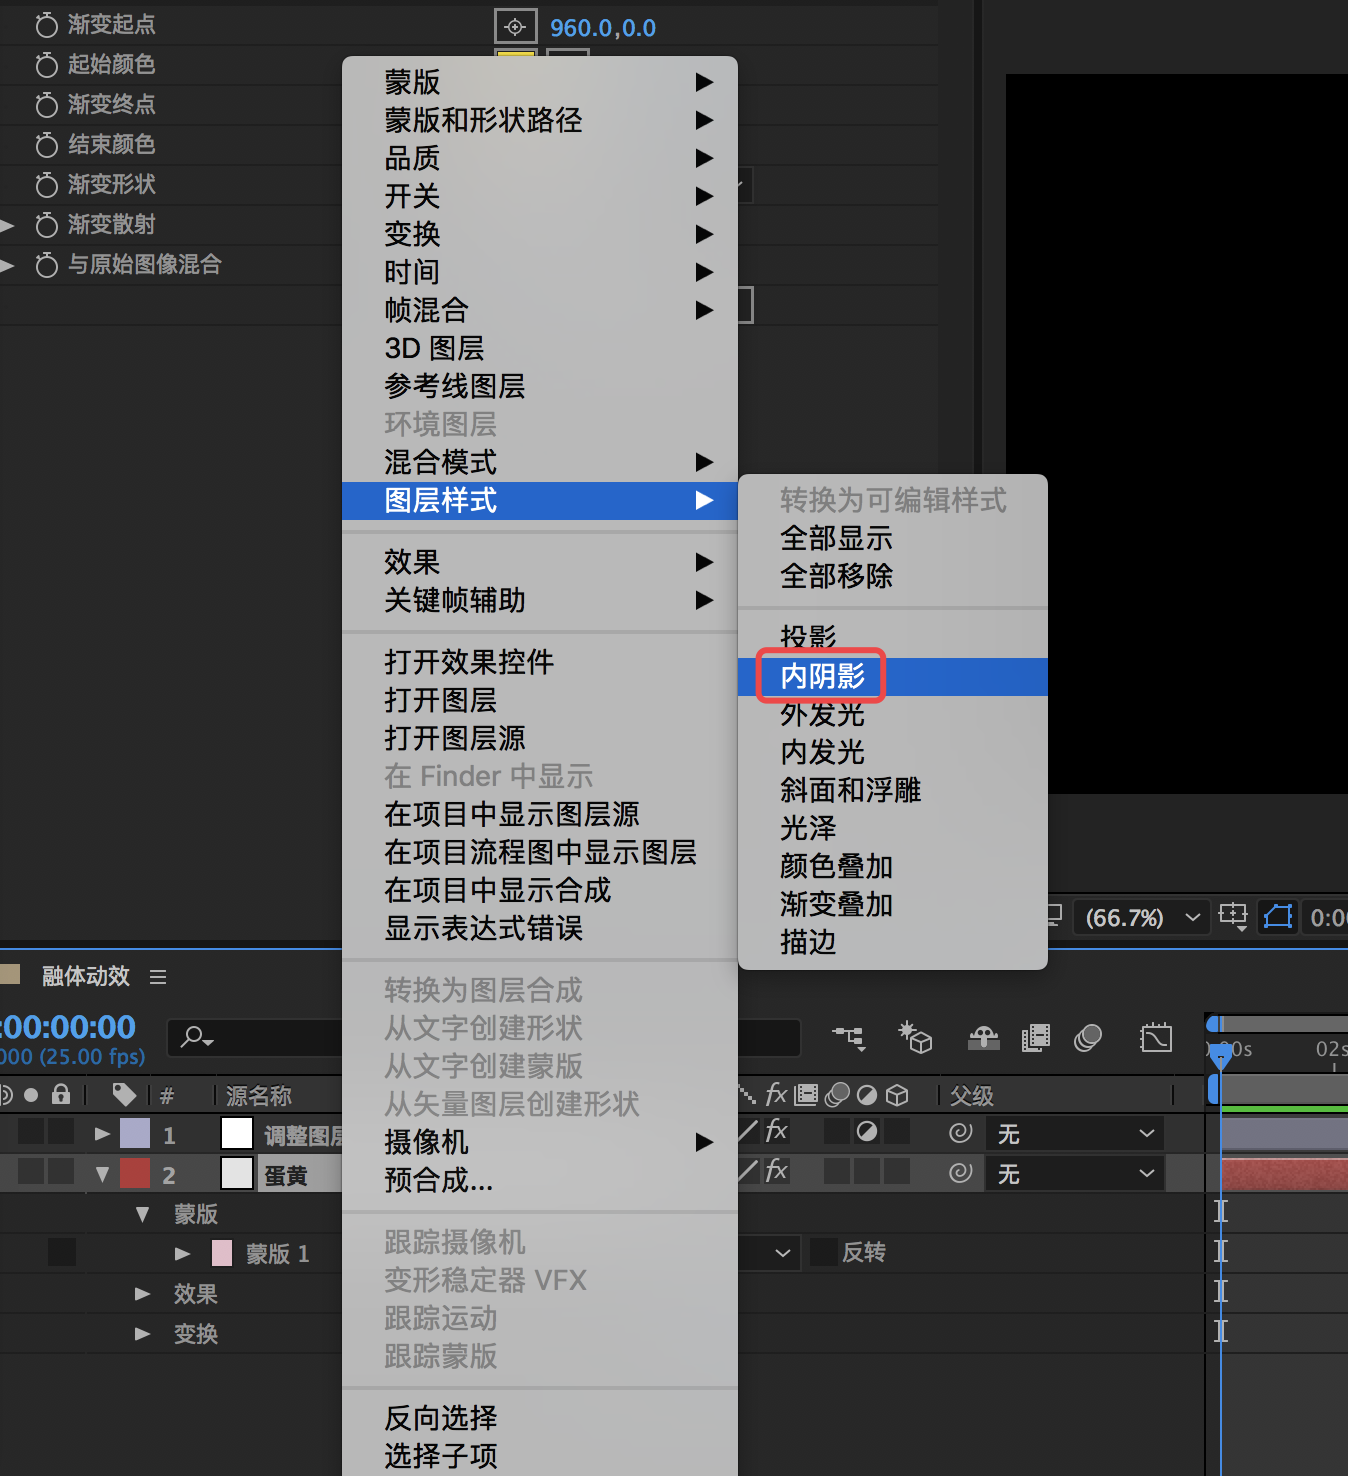 渐变起点
960.0,0.0
起始颜色
渐变终点
结束颜色
渐变形状
渐变散射
与原始图像混合
蒙版
蒙版和形状路径
品质
开关
变换
时间
帧混合
3D 图层
参考线图层
环境图层
混合模式
图层样式
效果
关键帧辅助
打开效果控件
打开图层
打开图层源
在 Finder 中显示
在项目中显示图层源
在项目流程图中显示图层
在项目中显示合成
显示表达式错误
转换为图层合成
从文字创建形状
从文字创建蒙版
从矢量图层创建形状
摄像机
预合成...
跟踪摄像机
变形稳定器 VFX
跟踪运动
跟踪蒙版
反向选择
选择子项
转换为可编辑样式
全部显示
全部移除
投影
内阴影
外发光
内发光
斜面和浮雕
光泽
颜色叠加
渐变叠加
描边
(66.7%)
0:00
融体动效
:00:00:00
000 (25.00 fps)
00s
02s
#
源名称
fx
父级
1
调整图层
fx
无
2
蛋黄
fx
无
蒙版
蒙版 1
反转
效果
变换